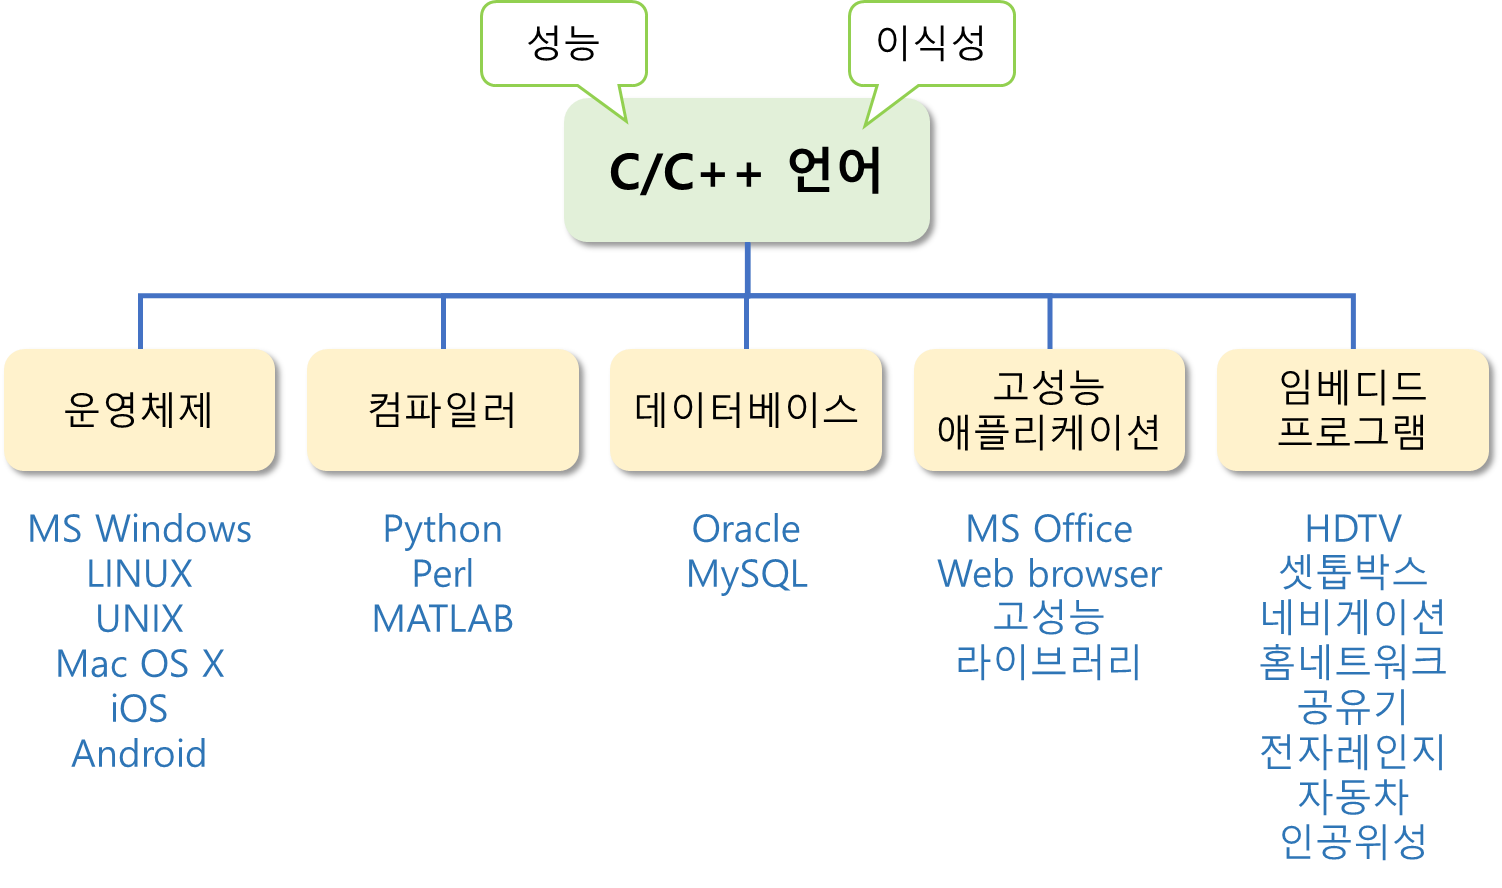 성능
이식성
C/C++ 언어
운영체제
컴파일러
데이터베이스
고성능
애플리케이션
임베디드
프로그램
MS Windows
LINUX
UNIX
Mac OS X
iOS
Android
Python
Perl
MATLAB
Oracle
MySQL
MS Office
Web browser
고성능
라이브러리
HDTV
셋톱박스
네비게이션
홈네트워크
공유기
전자레인지
자동차
인공위성